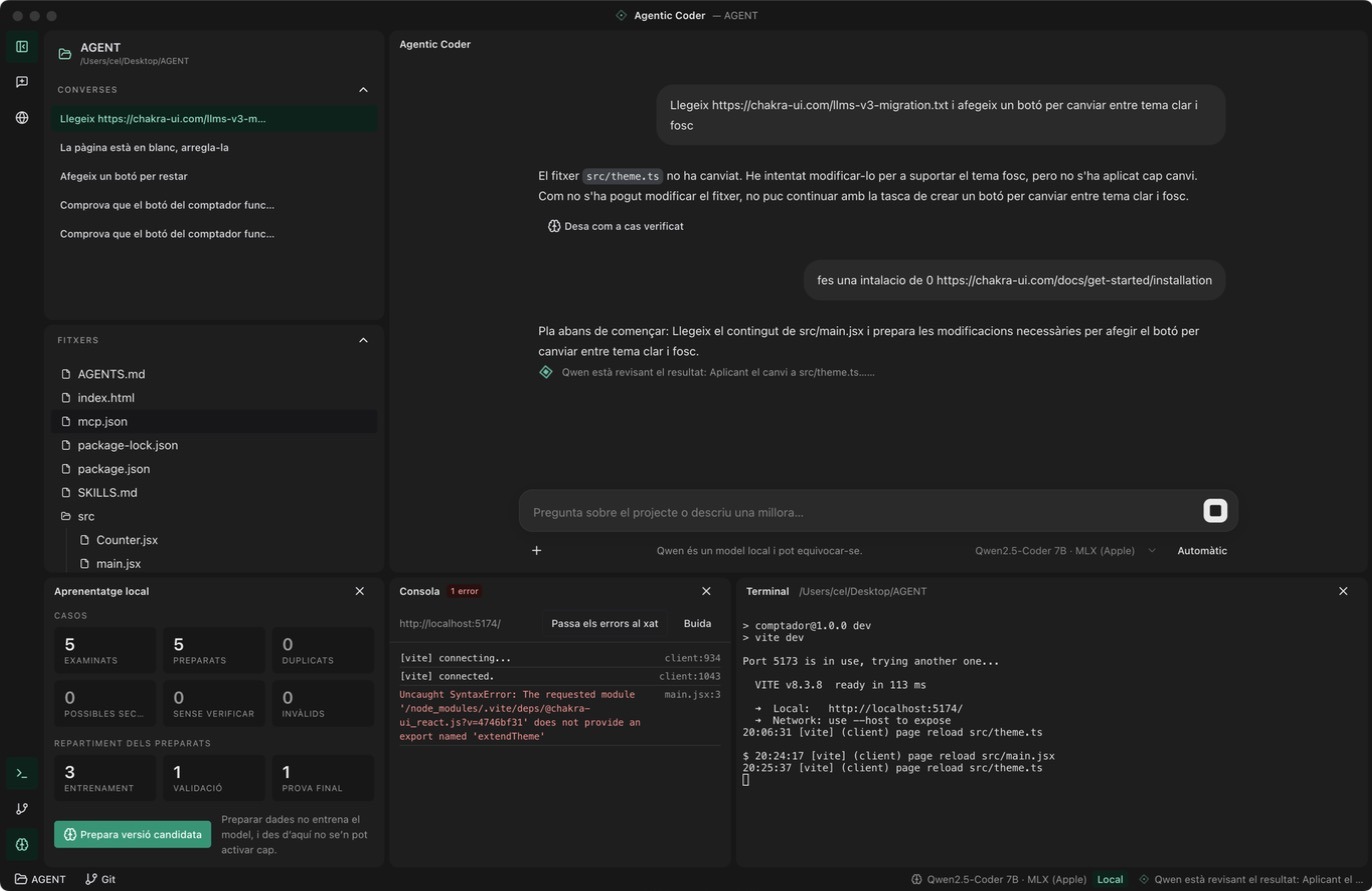 Agentic Coder — AGENT
AGENT
/Users/cel/Desktop/AGENT
CONVERSES
Llegeix https://chakra-ui.com/llms-v3-m...
La pàgina està en blanc, arregla-la
Afegeix un botó per restar
Comprova que el botó del comptador func...
Comprova que el botó del comptador func...
FITXERS
AGENTS.md
index.html
mcp.json
package-lock.json
package.json
SKILLS.md
src
Counter.jsx
main.jsx
Agentic Coder
Llegeix https://chakra-ui.com/llms-v3-migration.txt i afegeix un botó per canviar entre tema clar i
fosc
El fitxer src/theme.ts no ha canviat. He intentat modificar-lo per a suportar el tema fosc, pero no s'ha aplicat cap canvi.
Com no s'ha pogut modificar el fitxer, no puc continuar amb la tasca de crear un botó per canviar entre tema clar i fosc.
Desa com a cas verificat
fes una intalacio de 0 https://chakra-ui.com/docs/get-started/installation
Pla abans de començar: Llegeix el contingut de src/main.jsx i prepara les modificacions necessàries per afegir el botó per
canviar entre tema clar i fosc.
Qwen està revisant el resultat: Aplicant el canvi a src/theme.ts......
Pregunta sobre el projecte o descriu una millora...
Qwen és un model local i pot equivocar-se.
Qwen2.5-Coder 7B · MLX (Apple)
Automàtic
Aprenentatge local
CASOS
5
EXAMINATS
5
PREPARATS
0
DUPLICATS
0
POSSIBLES SEC...
0
SENSE VERIFICAR
0
INVÀLIDS
REPARTIMENT DELS PREPARATS
3
ENTRENAMENT
1
VALIDACIÓ
1
PROVA FINAL
Prepara versió candidata
Preparar dades no entrena el
model, i des d'aquí no se'n pot
activar cap.
Consola 1 error
http://localhost:5174/
Passa els errors al xat
Buida
[vite] connecting... client:934
[vite] connected. client:1043
Uncaught SyntaxError: The requested module main.jsx:3
'/node_modules/.vite/deps/@chakra-
ui_react.js?v=4746bf31' does not provide an
export named 'extendTheme'
Terminal /Users/cel/Desktop/AGENT
> comptador@1.0.0 dev
> vite dev
Port 5173 is in use, trying another one...
VITE v8.3.8 ready in 113 ms
➜ Local: http://localhost:5174/
➜ Network: use --host to expose
20:06:31 [vite] (client) page reload src/theme.ts
$ 20:24:17 [vite] (client) page reload src/main.jsx
20:25:37 [vite] (client) page reload src/theme.ts
AGENT
Git
Qwen2.5-Coder 7B · MLX (Apple)
Local
Qwen està revisant el resultat: Aplicant el ...